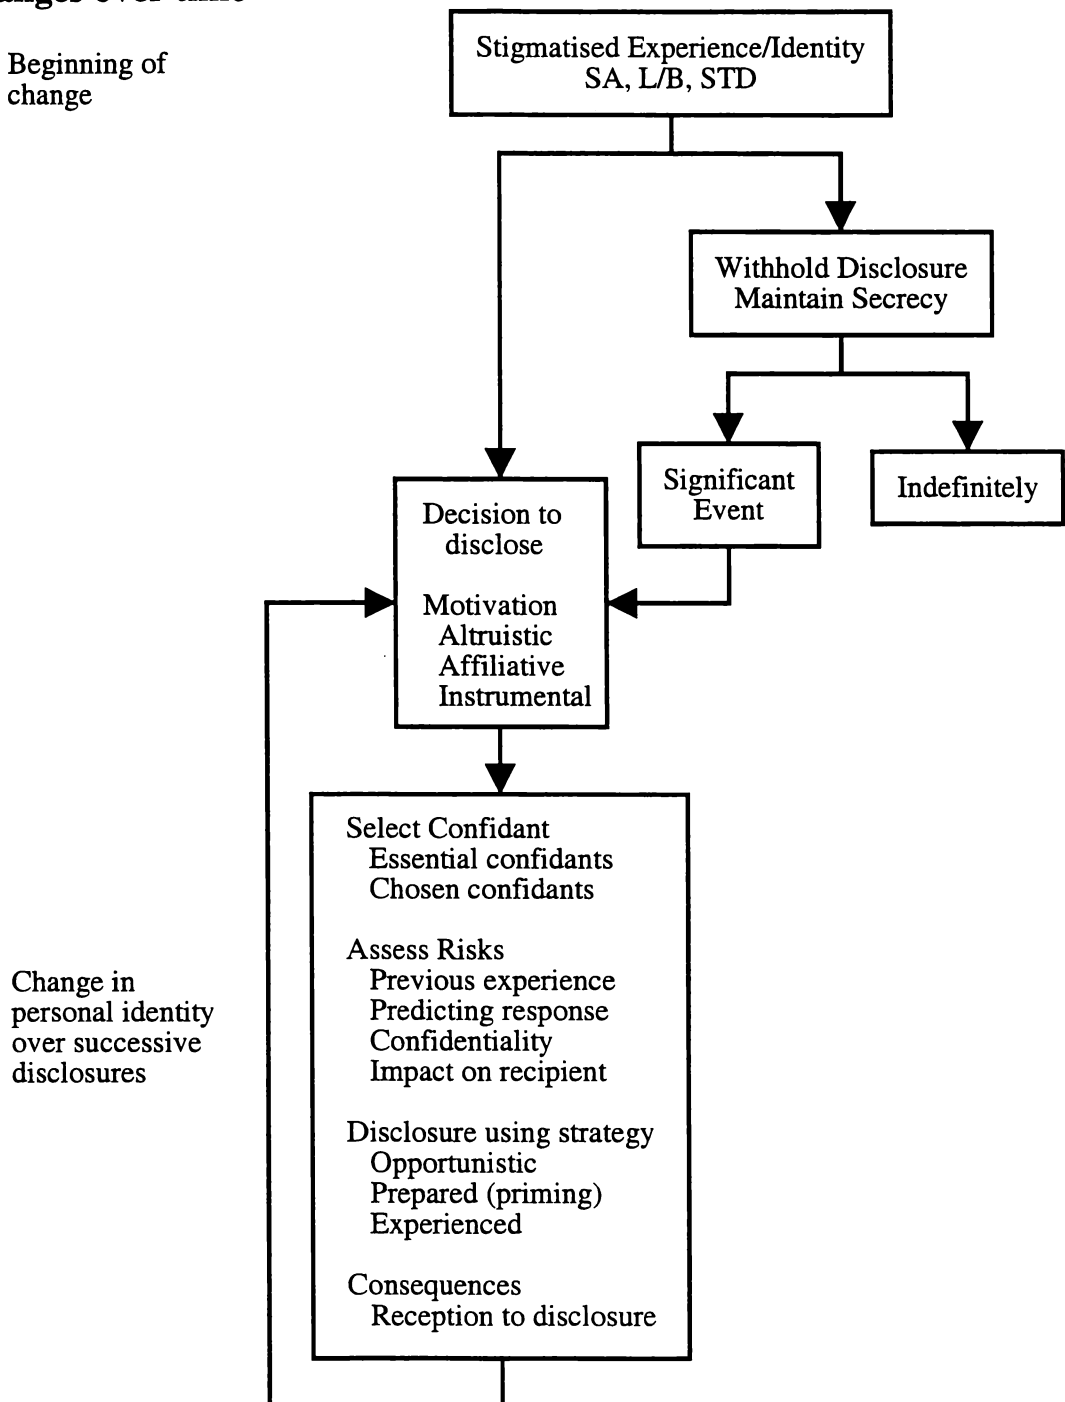 over time
Beginning of
change
Stigmatised Experience/Identity
SA, L/B, STD
Withhold Disclosure
Maintain Secrecy
Significant
Event
Indefinitely
Decision to
disclose
Motivation
Altruistic
Affiliative
Instrumental
Select Confidant
Essential confidants
Chosen confidants
Assess Risks
Previous experience
Predicting response
Confidentiality
Impact on recipient
Change in
personal identity
over successive
disclosures
Disclosure using strategy
Opportunistic
Prepared (priming)
Experienced
Consequences
Reception to disclosure